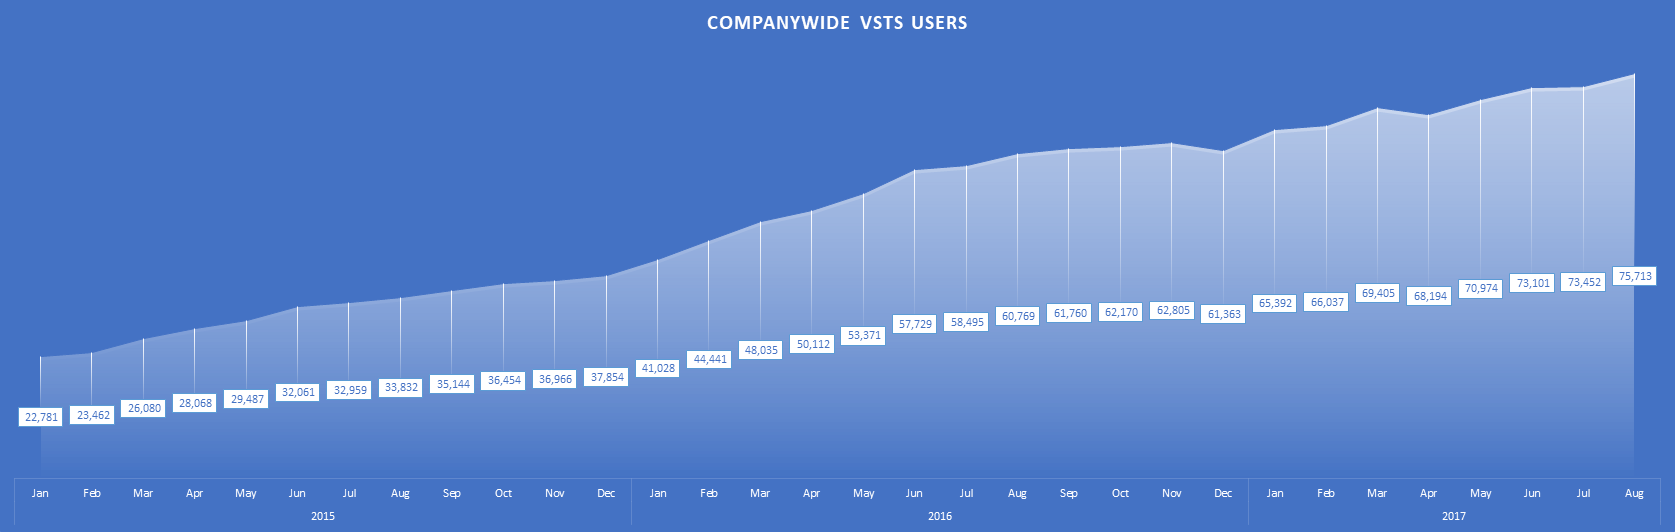 COMPANYWIDE VSTS USERS
22,781 23,462 26,080 28,068 29,487 32,061 32,959 33,832 35,144 36,454 36,966 37,854 41,028 44,441 48,035 50,112 53,371 57,729 58,495 60,769 61,760 62,170 62,805 61,363 65,392 66,037 69,405 68,194 70,974 73,101 73,452 75,713
Jan Feb Mar Apr May Jun Jul Aug Sep Oct Nov Dec Jan Feb Mar Apr May Jun Jul Aug Sep Oct Nov Dec Jan Feb Mar Apr May Jun Jul Aug
2015 2016 2017